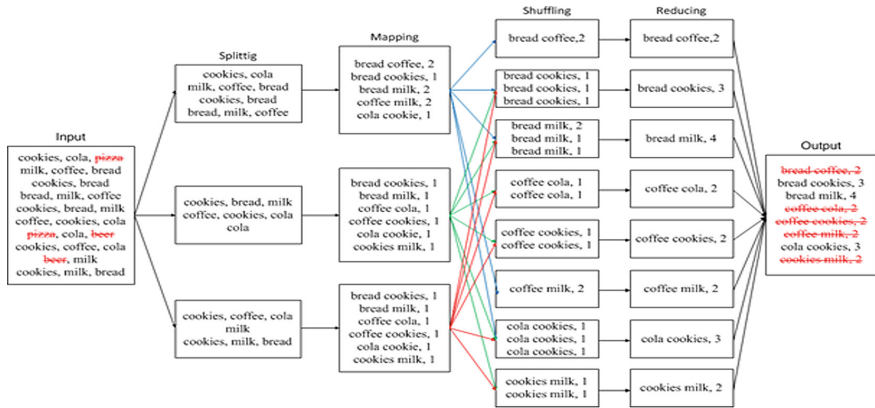 Input
cookies, cola, pizza
milk, coffee, bread
cookies, bread
bread, milk, coffee
cookies, bread, milk
coffee, cookies, cola
pizza, cola, beer
cookies, coffee, cola
beer, milk
cookies, milk, bread
Splittig
cookies, cola
milk, coffee, bread
cookies, bread
bread, milk, coffee
cookies, bread, milk
coffee, cookies, cola
cola
cookies, coffee, cola
milk
cookies, milk, bread
Mapping
bread coffee, 2
bread cookies, 1
bread milk, 2
coffee milk, 2
cola cookie, 1
bread cookies, 1
bread milk, 1
coffee cola, 1
coffee cookies, 1
cola cookie, 1
cookies milk, 1
bread cookies, 1
bread milk, 1
coffee cola, 1
coffee cookies, 1
cola cookie, 1
cookies milk, 1
Shuffling
bread coffee,2
bread cookies, 1
bread cookies, 1
bread cookies, 1
bread milk, 2
bread milk, 1
bread milk, 1
coffee cola, 1
coffee cola, 1
coffee cookies, 1
coffee cookies, 1
coffee milk, 2
cola cookies, 1
cola cookies, 1
cola cookies, 1
cookies milk, 1
cookies milk, 1
Reducing
bread coffee,2
bread cookies, 3
bread milk, 4
coffee cola, 2
coffee cookies, 2
coffee milk, 2
cola cookies, 3
cookies milk, 2
Output
bread coffee, 2
bread cookies, 3
bread milk, 4
coffee cola, 2
coffee cookies, 2
coffee milk, 2
cola cookies, 3
cookies milk, 2